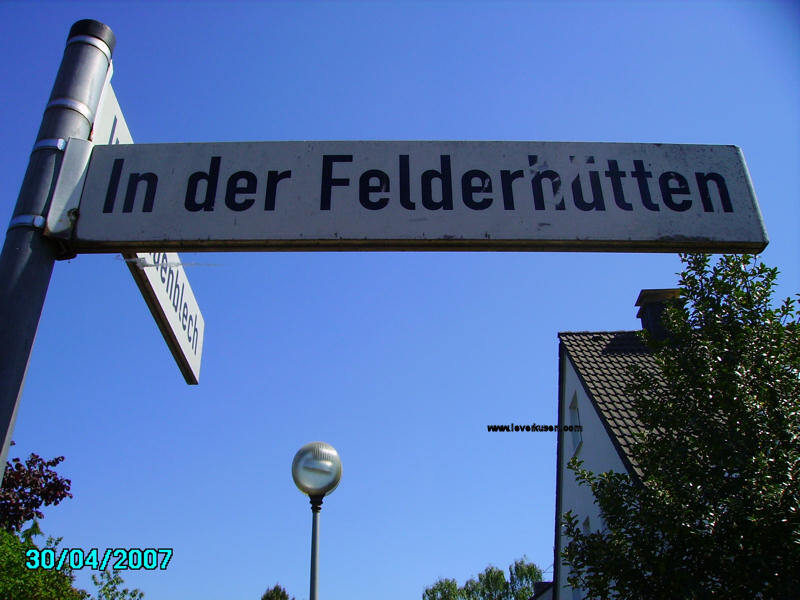 In der Felderhütten
www.leverkusen.com
30/04/2007